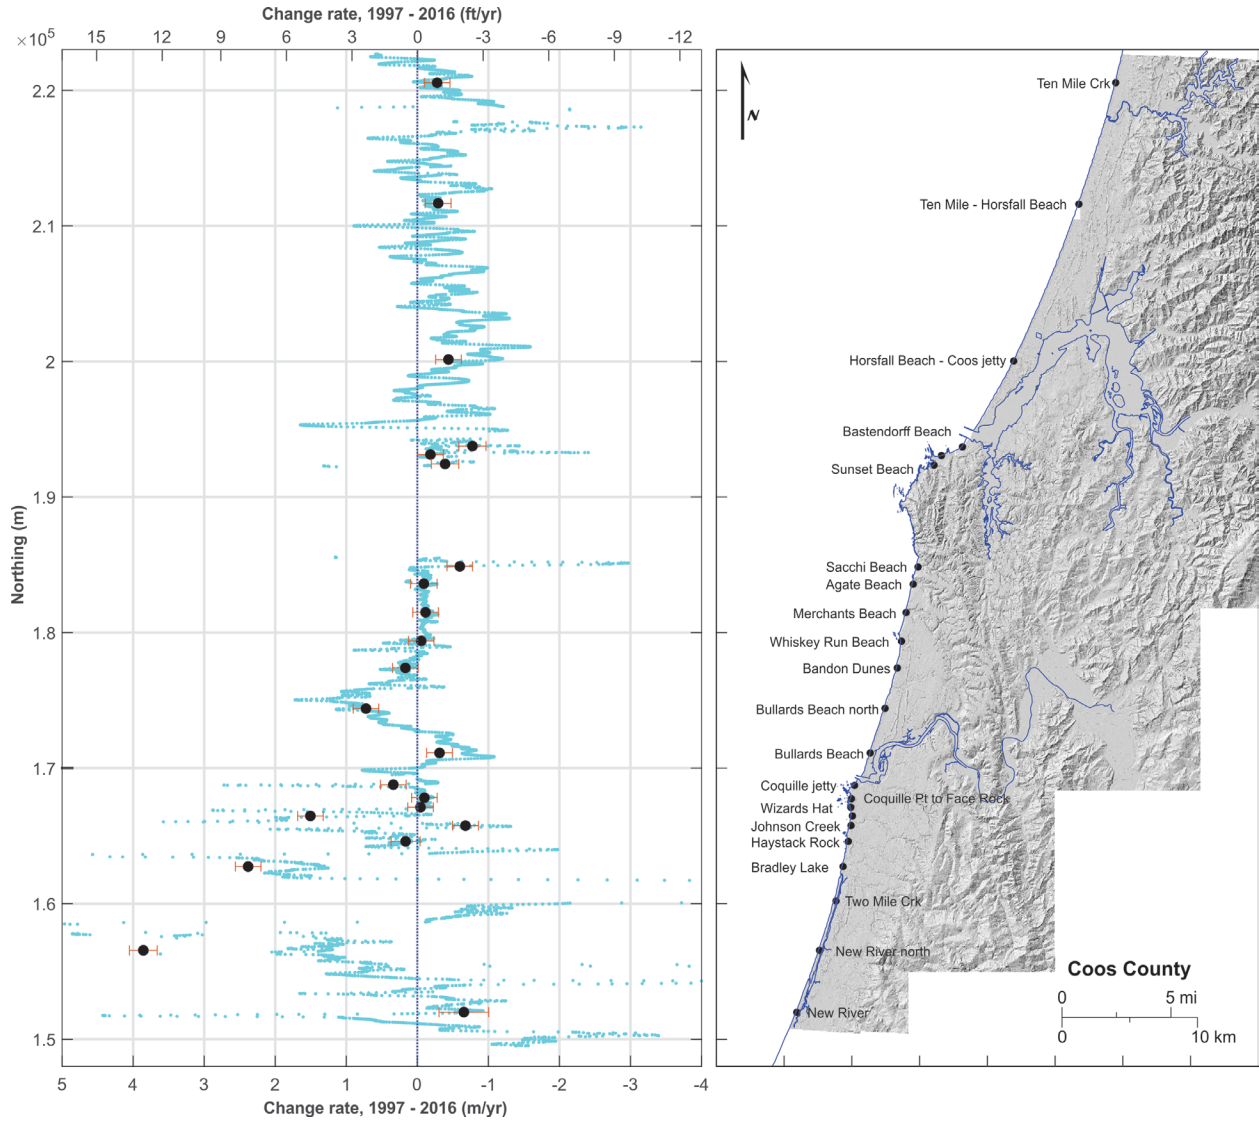 Change rate, 1997 - 2016 (ft/yr)
×10⁵
15 12 9 6 3 0 -3 -6 -9 -12
2.2
2.1
2
1.9
1.8
1.7
1.6
1.5
Northing (m)
5 4 3 2 1 0 -1 -2 -3 -4
Change rate, 1997 - 2016 (m/yr)
N
Ten Mile Crk
Ten Mile - Horsfall Beach
Horsfall Beach - Coos jetty
Bastendorff Beach
Sunset Beach
Sacchi Beach
Agate Beach
Merchants Beach
Whiskey Run Beach
Bandon Dunes
Bullards Beach north
Bullards Beach
Coquille jetty
Coquille Pt to Face Rock
Wizards Hat
Johnson Creek
Haystack Rock
Bradley Lake
Two Mile Crk
New River north
New River
Coos County
0 5 mi
0 10 km